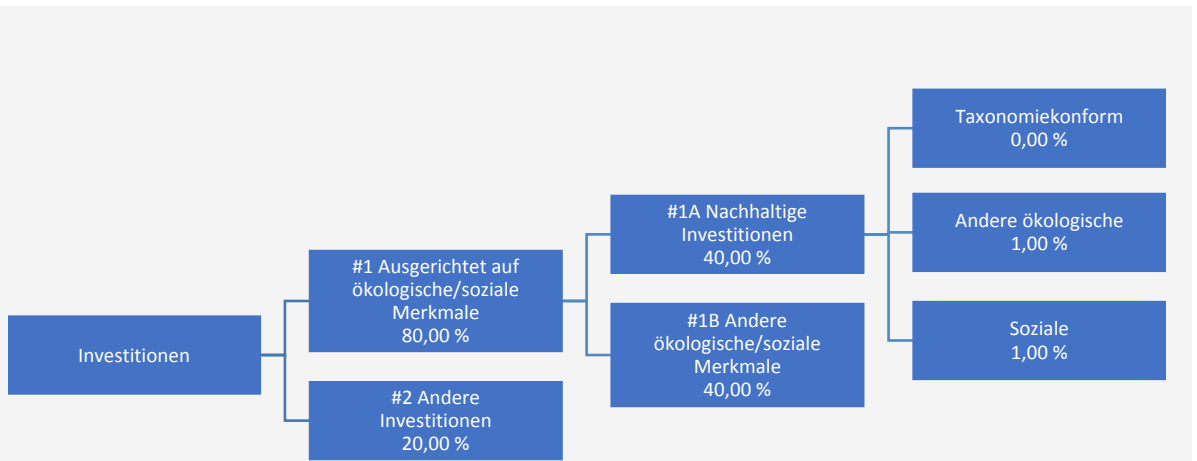 Investitionen
#1 Ausgerichtet auf
ökologische/soziale
Merkmale
80,00 %
#2 Andere
Investitionen
20,00 %
#1A Nachhaltige
Investitionen
40,00 %
#1B Andere
ökologische/soziale
Merkmale
40,00 %
Taxonomiekonform
0,00 %
Andere ökologische
1,00 %
Soziale
1,00 %